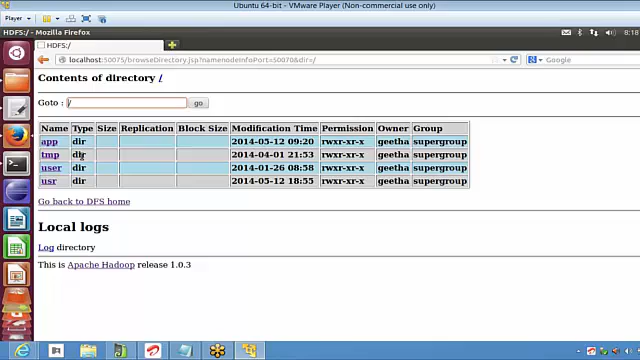 Ubuntu 64-bit - VMware Player (Non-commercial use only)
Player
HDFS:/ - Mozilla Firefox
8:18
HDFS:/
localhost:50075/browseDirectory.jsp?namenodeInfoPort=50070&dir=/
Google
Contents of directory /
Goto : / go
Name Type Size Replication Block Size Modification Time Permission Owner Group
app dir 2014-05-12 09:20 rwxr-xr-x geetha supergroup
tmp dir 2014-04-01 21:53 rwxr-xr-x geetha supergroup
user dir 2014-01-26 08:58 rwxr-xr-x geetha supergroup
usr dir 2014-05-12 18:55 rwxr-xr-x geetha supergroup
Go back to DFS home
Local logs
Log directory
This is Apache Hadoop release 1.0.3